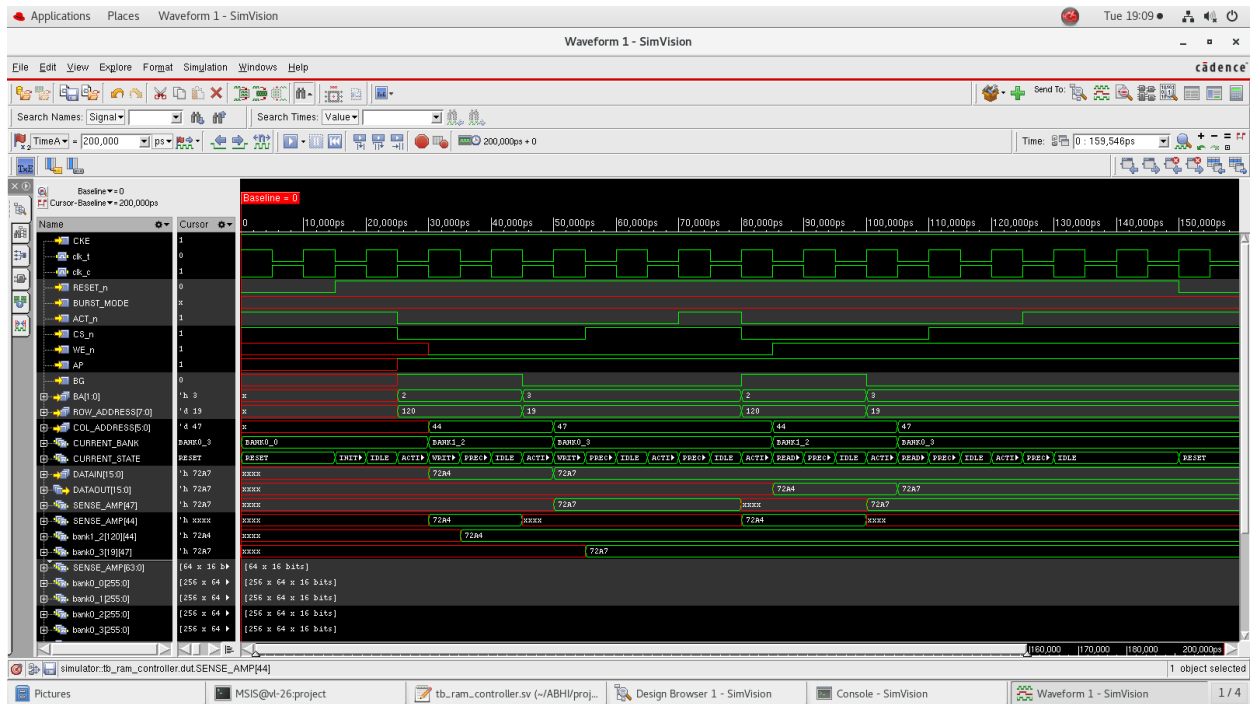 Applications Places Waveform 1 - SimVision Tue 19:09
Waveform 1 - SimVision
File Edit View Explore Format Simulation Windows Help cādence
Send To:
Search Names: Signal Search Times: Value
TimeA = 200,000 ps 200,000ps + 0 Time: 0 : 159,546ps
TxE
Baseline = 0
Cursor-Baseline = 200,000ps
Baseline = 0
Name Cursor 0 10,000ps 20,000ps 30,000ps 40,000ps 50,000ps 60,000ps 70,000ps 80,000ps 90,000ps 100,000ps 110,000ps 120,000ps 130,000ps 140,000ps 150,000ps
CKE 1
clk_t 0
clk_c 1
RESET_n 0
BURST_MODE x
ACT_n 1
CS_n 1
WE_n 1
AP 1
BG 0
BA[1:0] 'h 3 x 2 3 2 3
ROW_ADDRESS[7:0] 'd 19 x 120 19 120 19
COL_ADDRESS[5:0] 'd 47 x 44 47 44 47
CURRENT_BANK BANK0_3 BANK0_0 BANK1_2 BANK0_3 BANK1_2 BANK0_3
CURRENT_STATE RESET RESET INIT IDLE ACTI WRIT PREC IDLE ACTI WRIT PREC IDLE ACTI PREC IDLE ACTI READ PREC IDLE ACTI READ PREC IDLE ACTI PREC IDLE RESET
DATAIN[15:0] 'h 72A7 xxxx 72A4 72A7
DATAOUT[15:0] 'h 72A7 xxxx 72A4 72A7
SENSE_AMP[47] 'h 72A7 xxxx 72A7 xxxx 72A7
SENSE_AMP[44] 'h xxxx xxxx 72A4 xxxx 72A4 xxxx
bank1_2[120][44] 'h 72A4 xxxx 72A4
bank0_3[19][47] 'h 72A7 xxxx 72A7
SENSE_AMP[63:0] [64 x 16 b [64 x 16 bits]
bank0_0[255:0] [256 x 64 [256 x 64 x 16 bits]
bank0_1[255:0] [256 x 64 [256 x 64 x 16 bits]
bank0_2[255:0] [256 x 64 [256 x 64 x 16 bits]
bank0_3[255:0] [256 x 64 [256 x 64 x 16 bits]
160,000 170,000 180,000 200,000ps
simulator::tb_ram_controller.dut.SENSE_AMP[44] 1 object selected
Pictures MSIS@vl-26:project tb_ram_controller.sv (~/ABHI/proj... Design Browser 1 - SimVision Console - SimVision Waveform 1 - SimVision 1 / 4